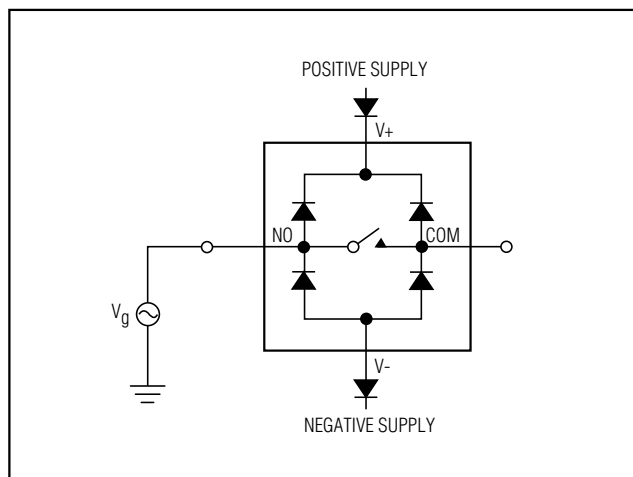 POSITIVE SUPPLY
V+
NO
COM
Vg
V-
NEGATIVE SUPPLY